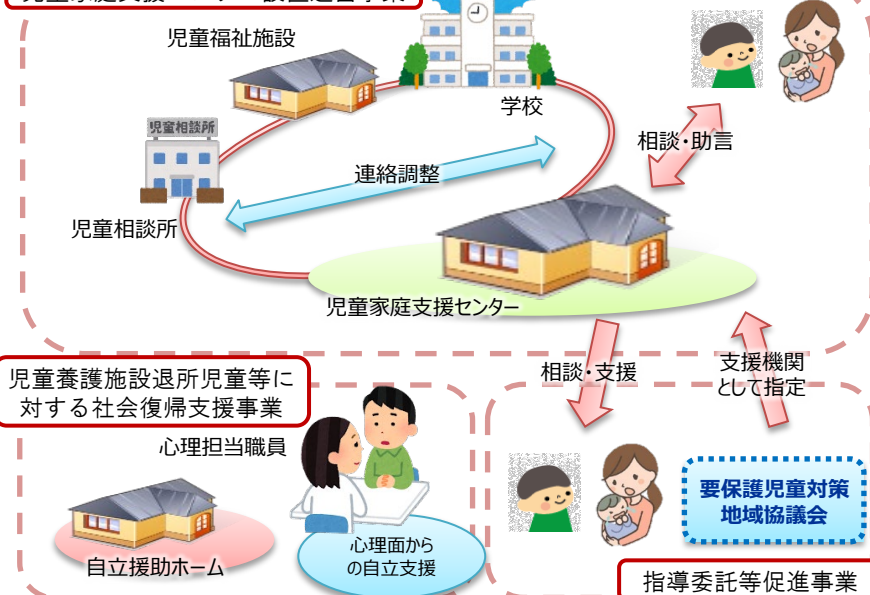 児童福祉施設
学校
児童相談所
相談・助言
連絡調整
児童相談所
児童家庭支援センター
児童養護施設退所児童等に
対する社会復帰支援事業
相談・支援
支援機関
として指定
心理担当職員
要保護児童対策
地域協議会
心理面から
の自立支援
自立援助ホーム
指導委託等促進事業